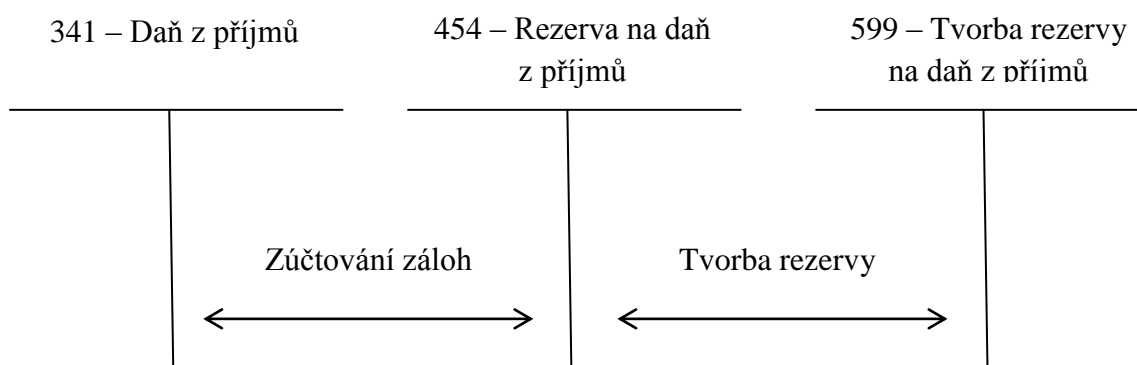 341 – Daň z příjmů
454 – Rezerva na daň
z příjmů
599 – Tvorba rezervy
na daň z příjmů
Zúčtování záloh
Tvorba rezervy